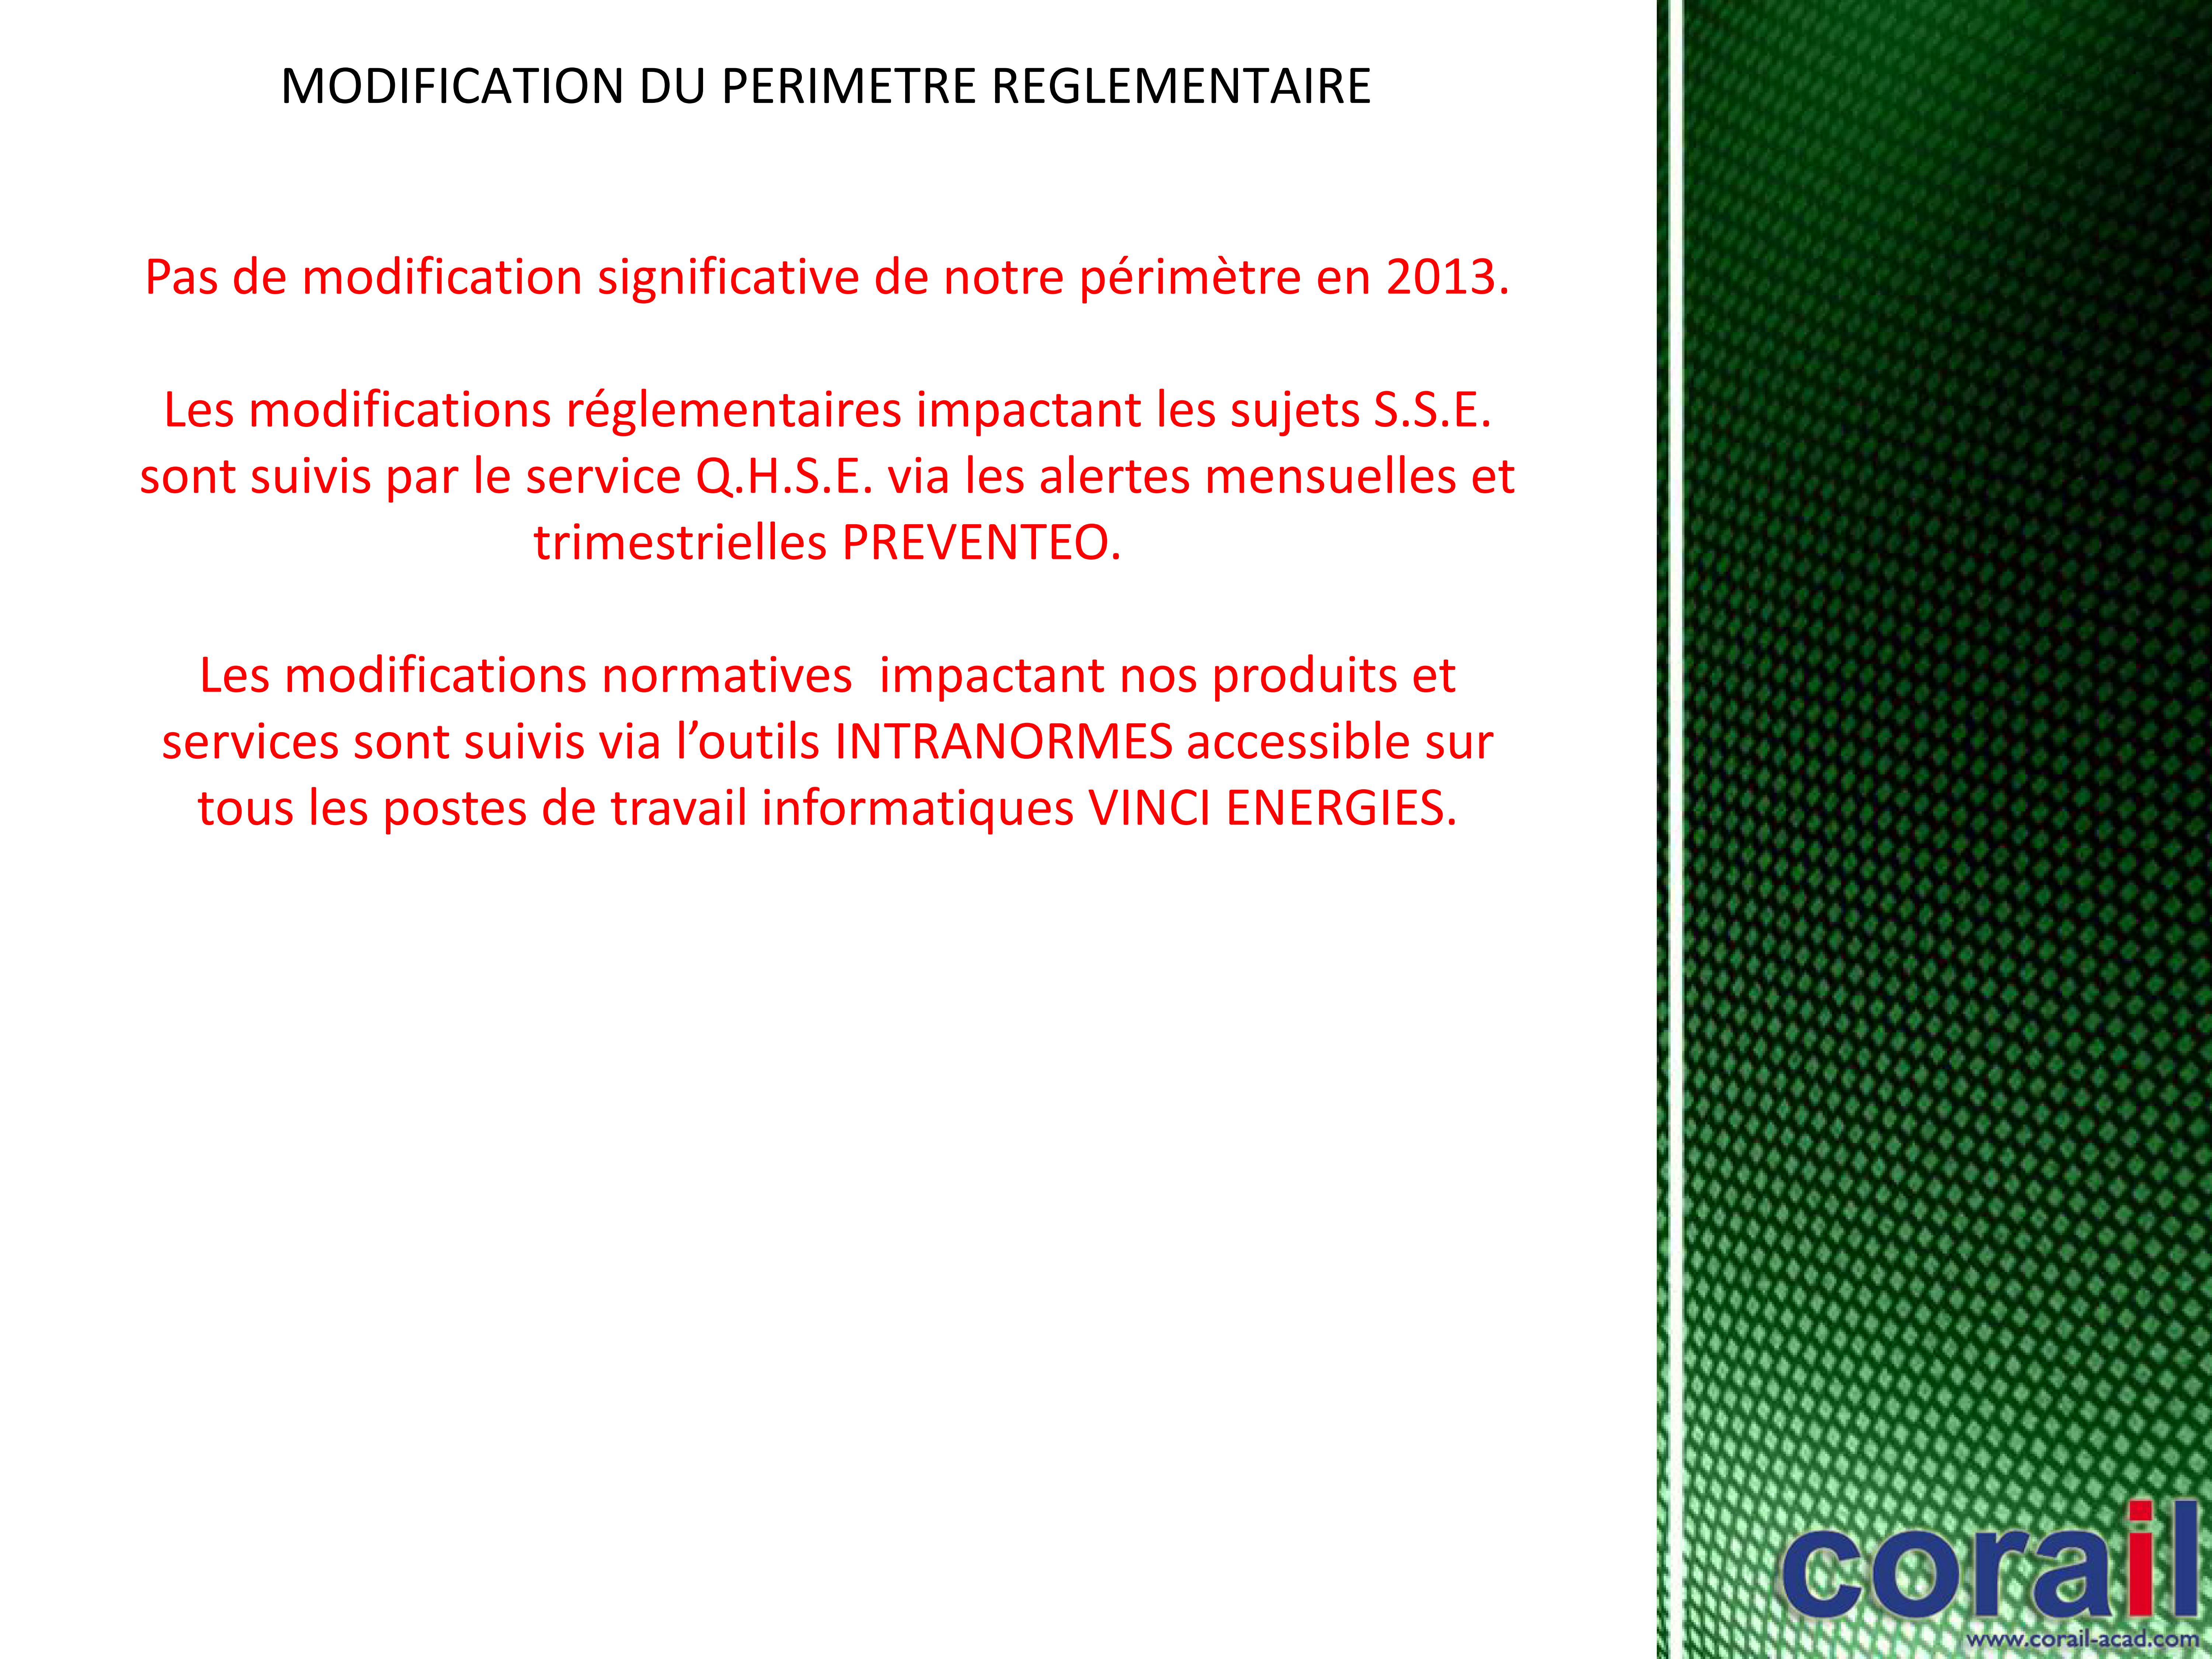 MODIFICATION DU PERIMETRE REGLEMENTAIRE
Pas de modification significative de notre périmètre en 2013.
Les modifications réglementaires impactant les sujets S.S.E.
sont suivis par le service Q.H.S.E. via les alertes mensuelles et
trimestrielles PREVENTEO.
Les modifications normatives  impactant nos produits et
services sont suivis via l’outils INTRANORMES accessible sur
tous les postes de travail informatiques VINCI ENERGIES.
corail
www.corail-acad.com